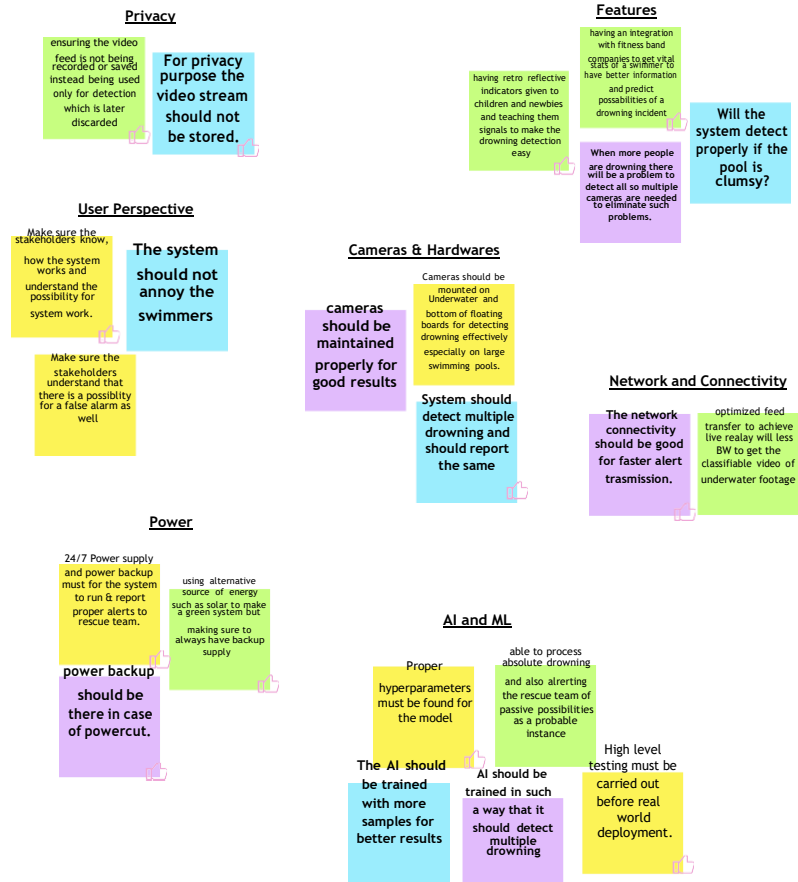 Privacy
ensuring the video
feed is not being
recorded or saved
instead being used
only for detection
which is later
discarded
For privacy
purpose the
video stream
should not
be stored.
Features
having an integration
with fitness band
companies to get vital
stats of a swimmer to
have better information
and predict
possabilities of a
drowning incident
having retro reflective
indicators given to
children and newbies
and teaching them
signals to make the
drowning detection
easy
Will the
system detect
properly if the
pool is
clumsy?
When more people
are drowning there
will be a problem to
detect all so multiple
cameras are needed
to eliminate such
problems.
User Perspective
Make sure the
stakeholders know,
how the system
works and
understand the
possibility for
system work.
The system
should not
annoy the
swimmers
Make sure the
stakeholders
understand that
there is a possiblity
for a false alarm as
well
Cameras & Hardwares
cameras
should be
maintained
properly for
good results
Cameras should be
mounted on
Underwater and
bottom of floating
boards for detecting
drowning effectively
especially on large
swimming pools.
System should
detect multiple
drowning and
should report
the same
Network and Connectivity
The network
connectivity
should be good
for faster alert
trasmission.
optimized feed
transfer to achieve
live realay will less
BW to get the
classifiable video of
underwater footage
Power
24/7 Power supply
and power backup
must for the system
to run & report
proper alerts to
rescue team.
using alternative
source of energy
such as solar to make
a green system but
making sure to
always have backup
supply
power backup
should be
there in case
of powercut.
AI and ML
Proper
hyperparameters
must be found for
the model
able to process
absolute drowning
and also alrerting
the rescue team of
passive possibilities
as a probable
instance
The AI should
be trained
with more
samples for
better results
AI should be
trained in such
a way that it
should detect
multiple
drowning
High level
testing must be
carried out
before real
world
deployment.